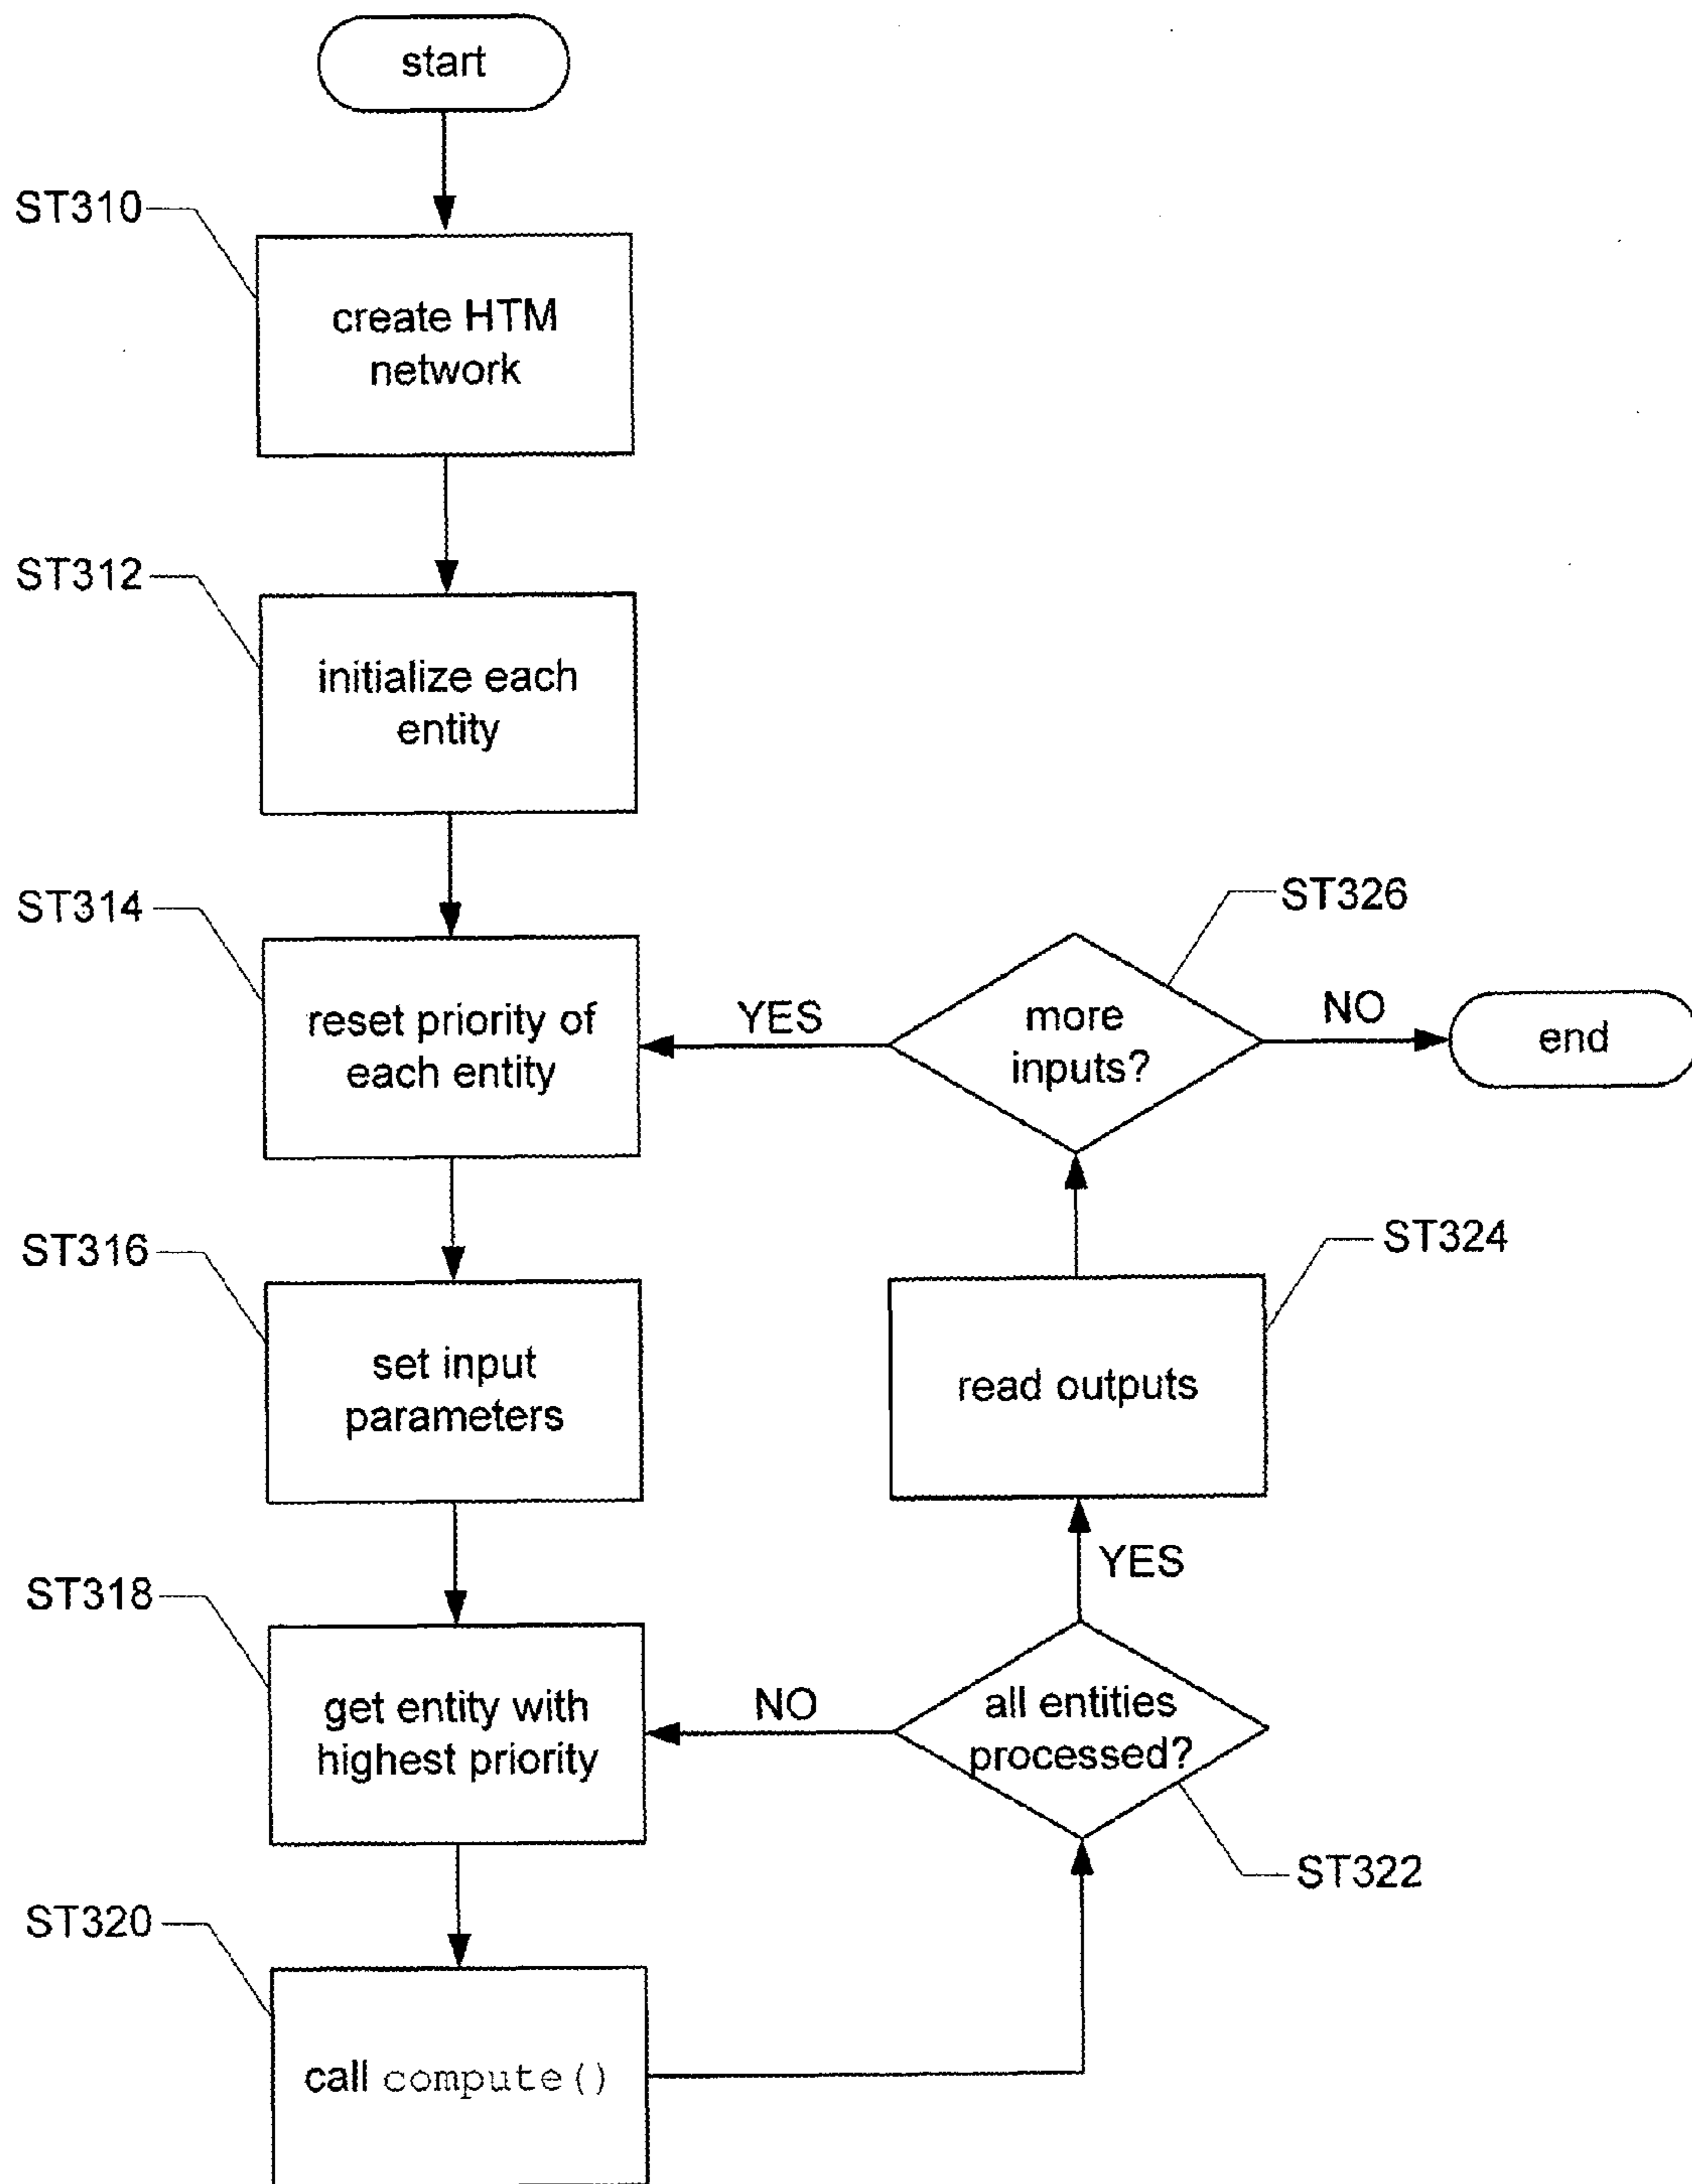 start
ST310
create HTM
network
ST312
initialize each
entity
ST314
reset priority of
each entity
ST326
more
inputs?
YES
NO
end
ST316
set input
parameters
ST324
read outputs
YES
ST318
get entity with
highest priority
NO
all entities
processed?
ST322
ST320
call compute()